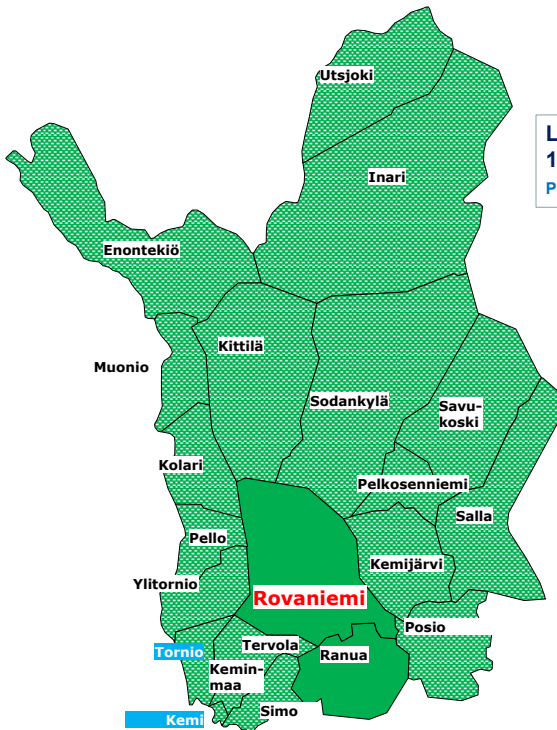 Utsjoki
L
1
P
Inari
Enontekiö
Kittilä
Muonio
Sodankylä
Savu-
koski
Kolari
Pelkosenniemi
Salla
Pello
Kemijärvi
Ylitornio
Rovaniemi
Posio
Tornio
Tervola
Ranua
Kemin-
maa
Kemi
Simo